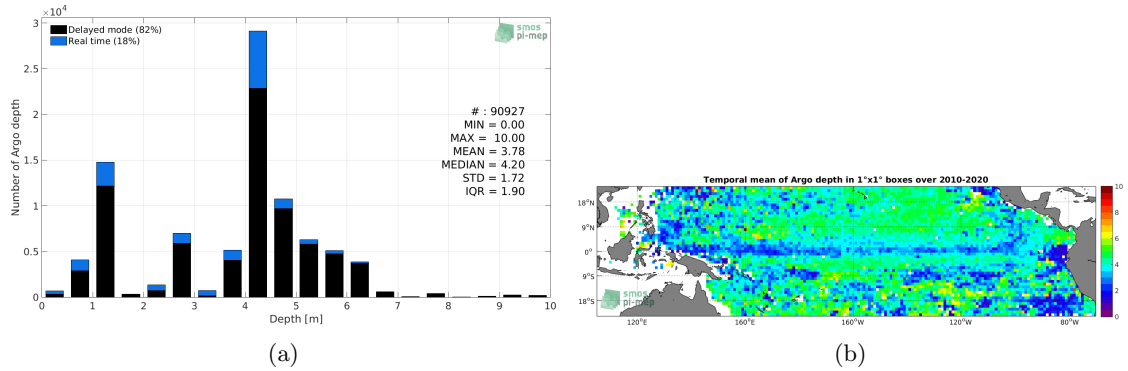 ×10⁴
Delayed mode (82%)
Real time (18%)
smos
pi-mep
3
2.5
2
1.5
1
0.5
0
Number of Argo depth
# : 90927
MIN = 0.00
MAX = 10.00
MEAN = 3.78
MEDIAN = 4.20
STD = 1.72
IQR = 1.90
0 1 2 3 4 5 6 7 8 9 10
Depth [m]
(a)
Temporal mean of Argo depth in 1°x1° boxes over 2010-2020
18°N
9°N
0°
9°S
18°S
smos
pi-mep
120°E 160°E 160°W 120°W 80°W
10
8
6
4
2
0
(b)